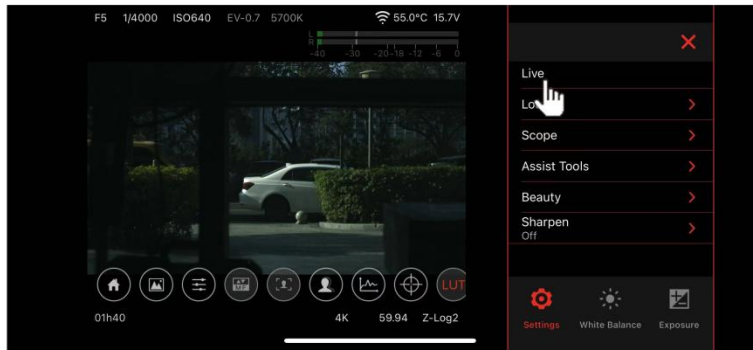 F5 1/4000 ISO640 EV-0.7 5700K 55.0°C 15.7V
L
R
-40 -30 -20 -18 -12 -6 0
Live
Scope
Assist Tools
Beauty
Sharpen
Off
MF
LUT
01h40 4K 59.94 Z-Log2
Settings White Balance Exposure